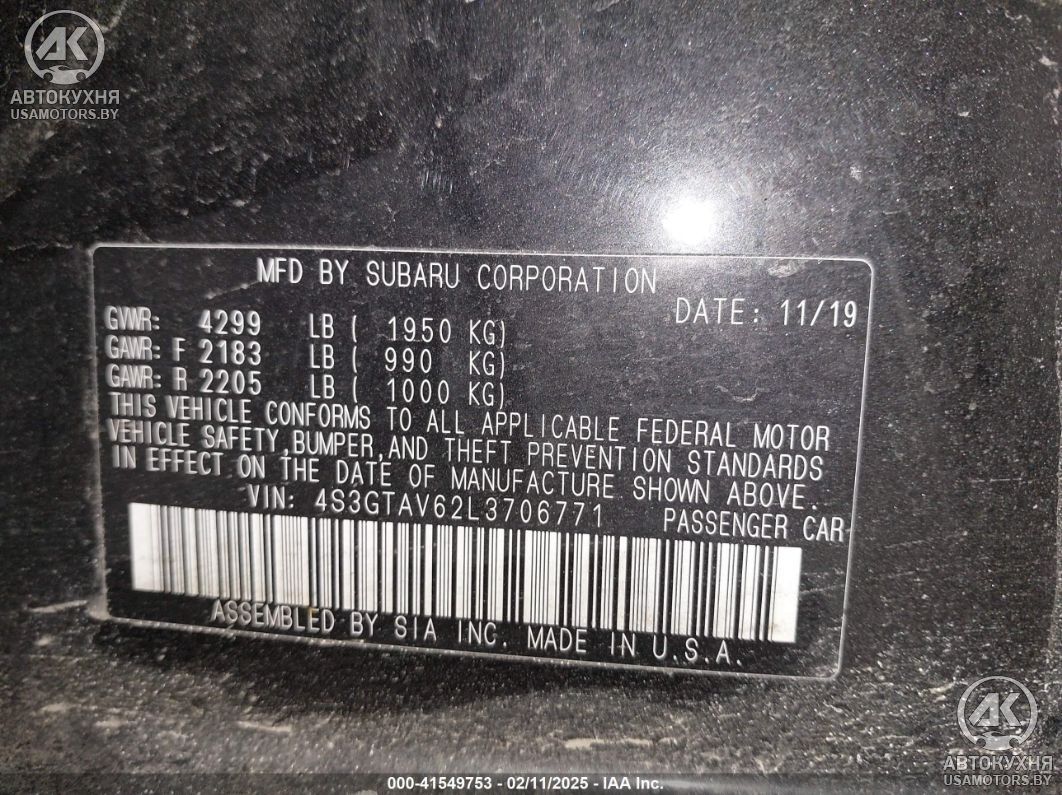 AK
АВТОКУХНЯ
USAMOTORS.BY
MFD BY SUBARU CORPORATION
DATE: 11/19
GVWR: 4299 LB ( 1950 KG)
GAWR: F 2183 LB ( 990 KG)
GAWR: R 2205 LB ( 1000 KG)
THIS VEHICLE CONFORMS TO ALL APPLICABLE FEDERAL MOTOR
VEHICLE SAFETY,BUMPER,AND THEFT PREVENTION STANDARDS
IN EFFECT ON THE DATE OF MANUFACTURE SHOWN ABOVE.
VIN: 4S3GTAV62L3706771 PASSENGER CAR
ASSEMBLED BY SIA INC. MADE IN U.S.A.
AK
АВТОКУХНЯ
USAMOTORS.BY
000-41549753 - 02/11/2025 - IAA Inc.